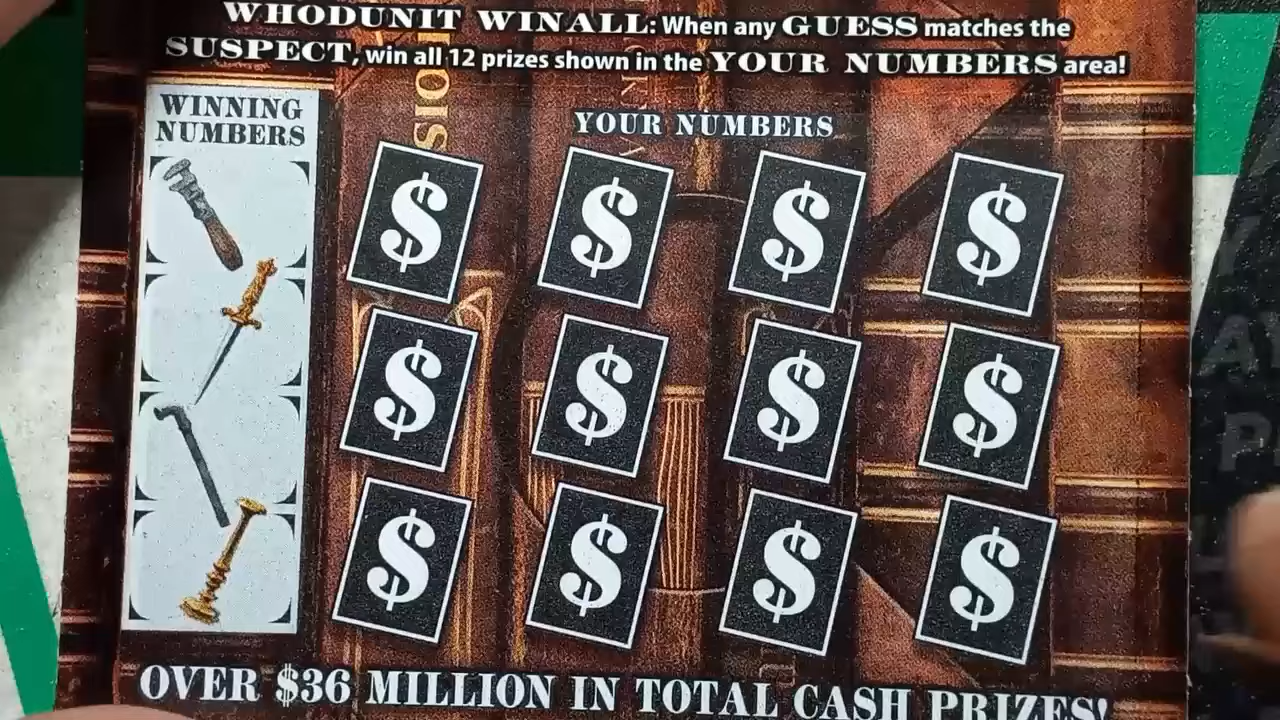 WHODUNIT WINALL: When any GUESS matches the
SUSPECT, win all 12 prizes shown in the YOUR NUMBERS area!
WINNING
NUMBERS
YOUR NUMBERS
$ $ $ $
$ $ $ $
$ $ $ $
OVER $36 MILLION IN TOTAL CASH PRIZES!